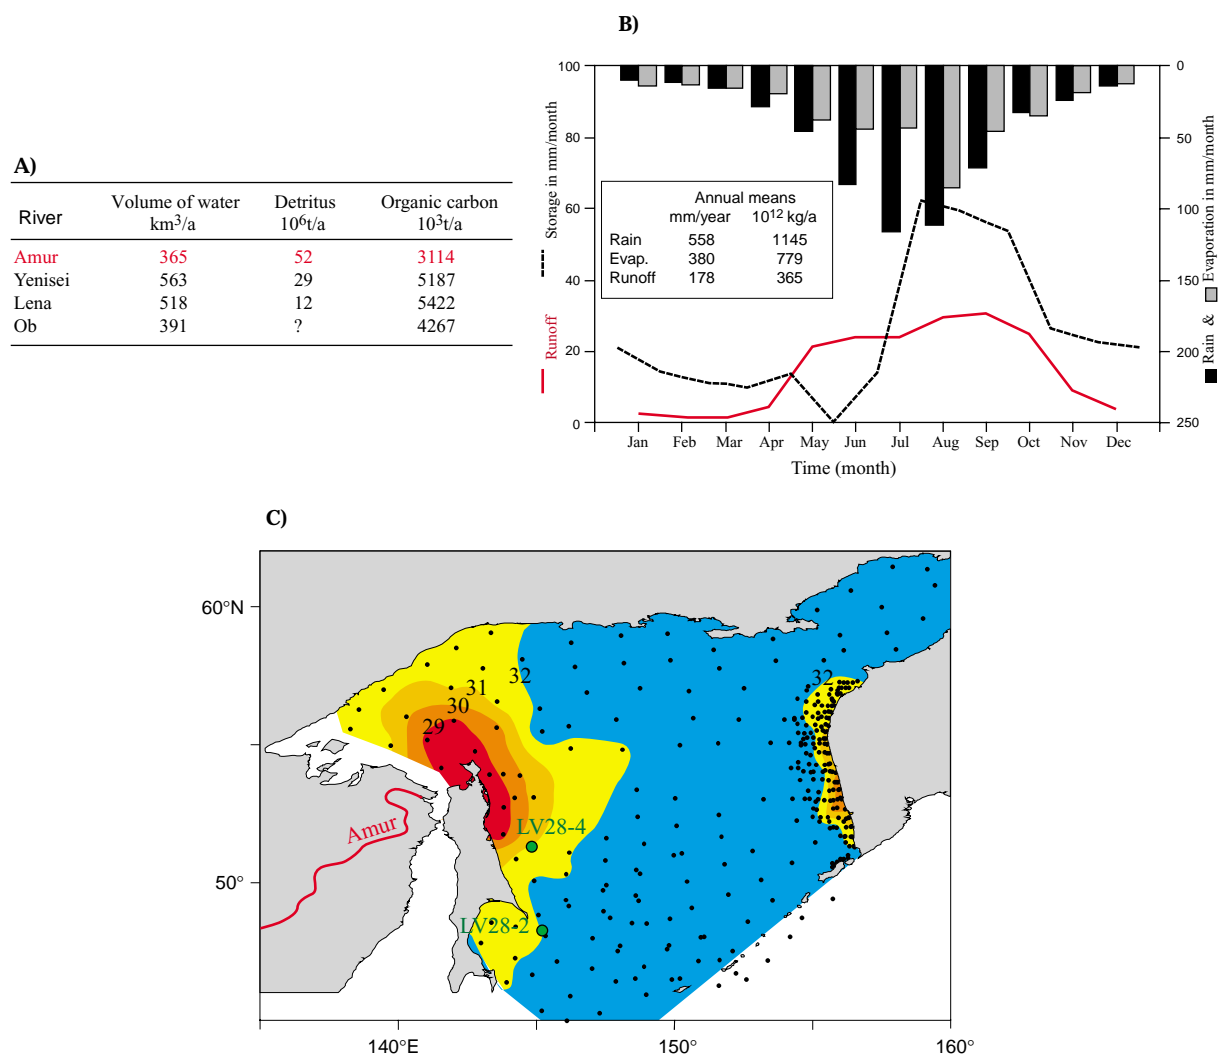 B)
100
80
60
40
20
0
Storage in mm/month
Runoff
0
50
100
150
200
250
Rain & Evaporation in mm/month
Annual means
mm/year 10¹² kg/a
Rain 558 1145
Evap. 380 779
Runoff 178 365
Jan Feb Mar Apr May Jun Jul Aug Sep Oct Nov Dec
Time (month)
A)
River Volume of water Detritus Organic carbon
km³/a 10⁶t/a 10³t/a
Amur 365 52 3114
Yenisei 563 29 5187
Lena 518 12 5422
Ob 391 ? 4267
C)
60°N
50°
32
31
30
29
32
Amur
LV28-4
LV28-2
140°E 150° 160°